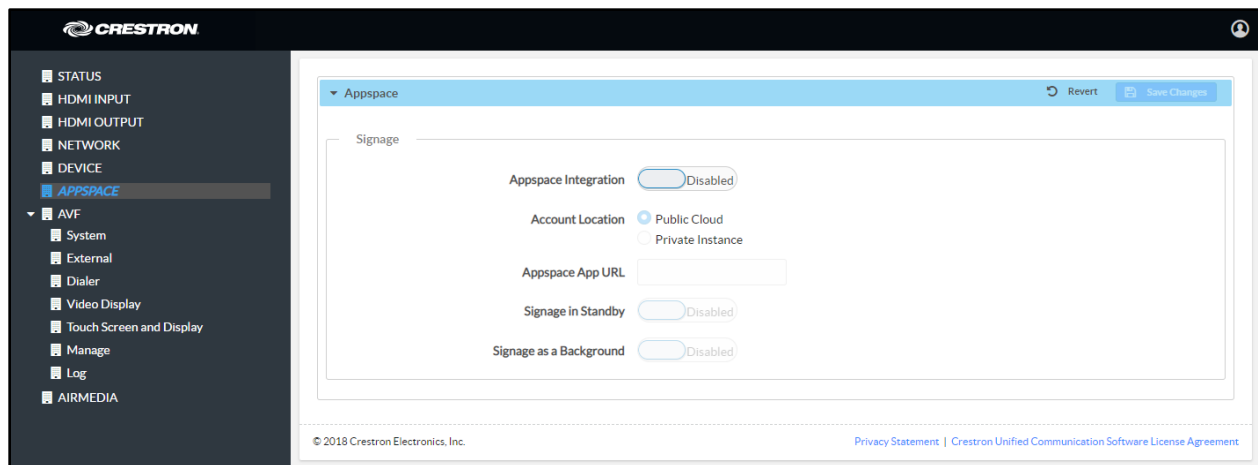 CRESTRON.
STATUS
HDMI INPUT
HDMI OUTPUT
NETWORK
DEVICE
APPSPACE
AVF
System
External
Dialer
Video Display
Touch Screen and Display
Manage
Log
AIRMEDIA
Appspace
Revert
Save Changes
Signage
Appspace Integration Disabled
Account Location Public Cloud
Private Instance
Appspace App URL
Signage in Standby Disabled
Signage as a Background Disabled
© 2018 Crestron Electronics, Inc.
Privacy Statement | Crestron Unified Communication Software License Agreement